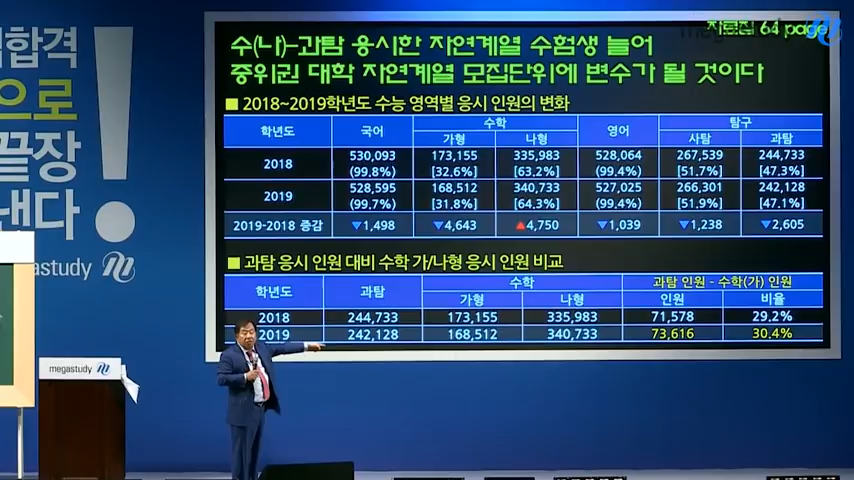 합격
으로
끝장
낸다!
megastudy
자료집 64 page
megastudy
수(나)-과탐 응시한 자연계열 수험생 늘어
중위권 대학 자연계열 모집단위에 변수가 될 것이다
■ 2018~2019학년도 수능 영역별 응시 인원의 변화
학년도 국어 수학 영어 탐구
가형 나형 사탐 과탐
2018 530,093 173,155 335,983 528,064 267,539 244,733
(99.8%) [32.6%] [63.2%] (99.4%) [51.7%] [47.3%]
2019 528,595 168,512 340,733 527,025 266,301 242,128
(99.7%) [31.8%] [64.3%] (99.4%) [51.9%] [47.1%]
2019-2018 증감 ▼1,498 ▼4,643 ▲4,750 ▼1,039 ▼1,238 ▼2,605
■ 과탐 응시 인원 대비 수학 가/나형 응시 인원 비교
학년도 과탐 수학 과탐 인원 - 수학(가) 인원
가형 나형 인원 비율
2018 244,733 173,155 335,983 71,578 29.2%
2019 242,128 168,512 340,733 73,616 30.4%
megastudy